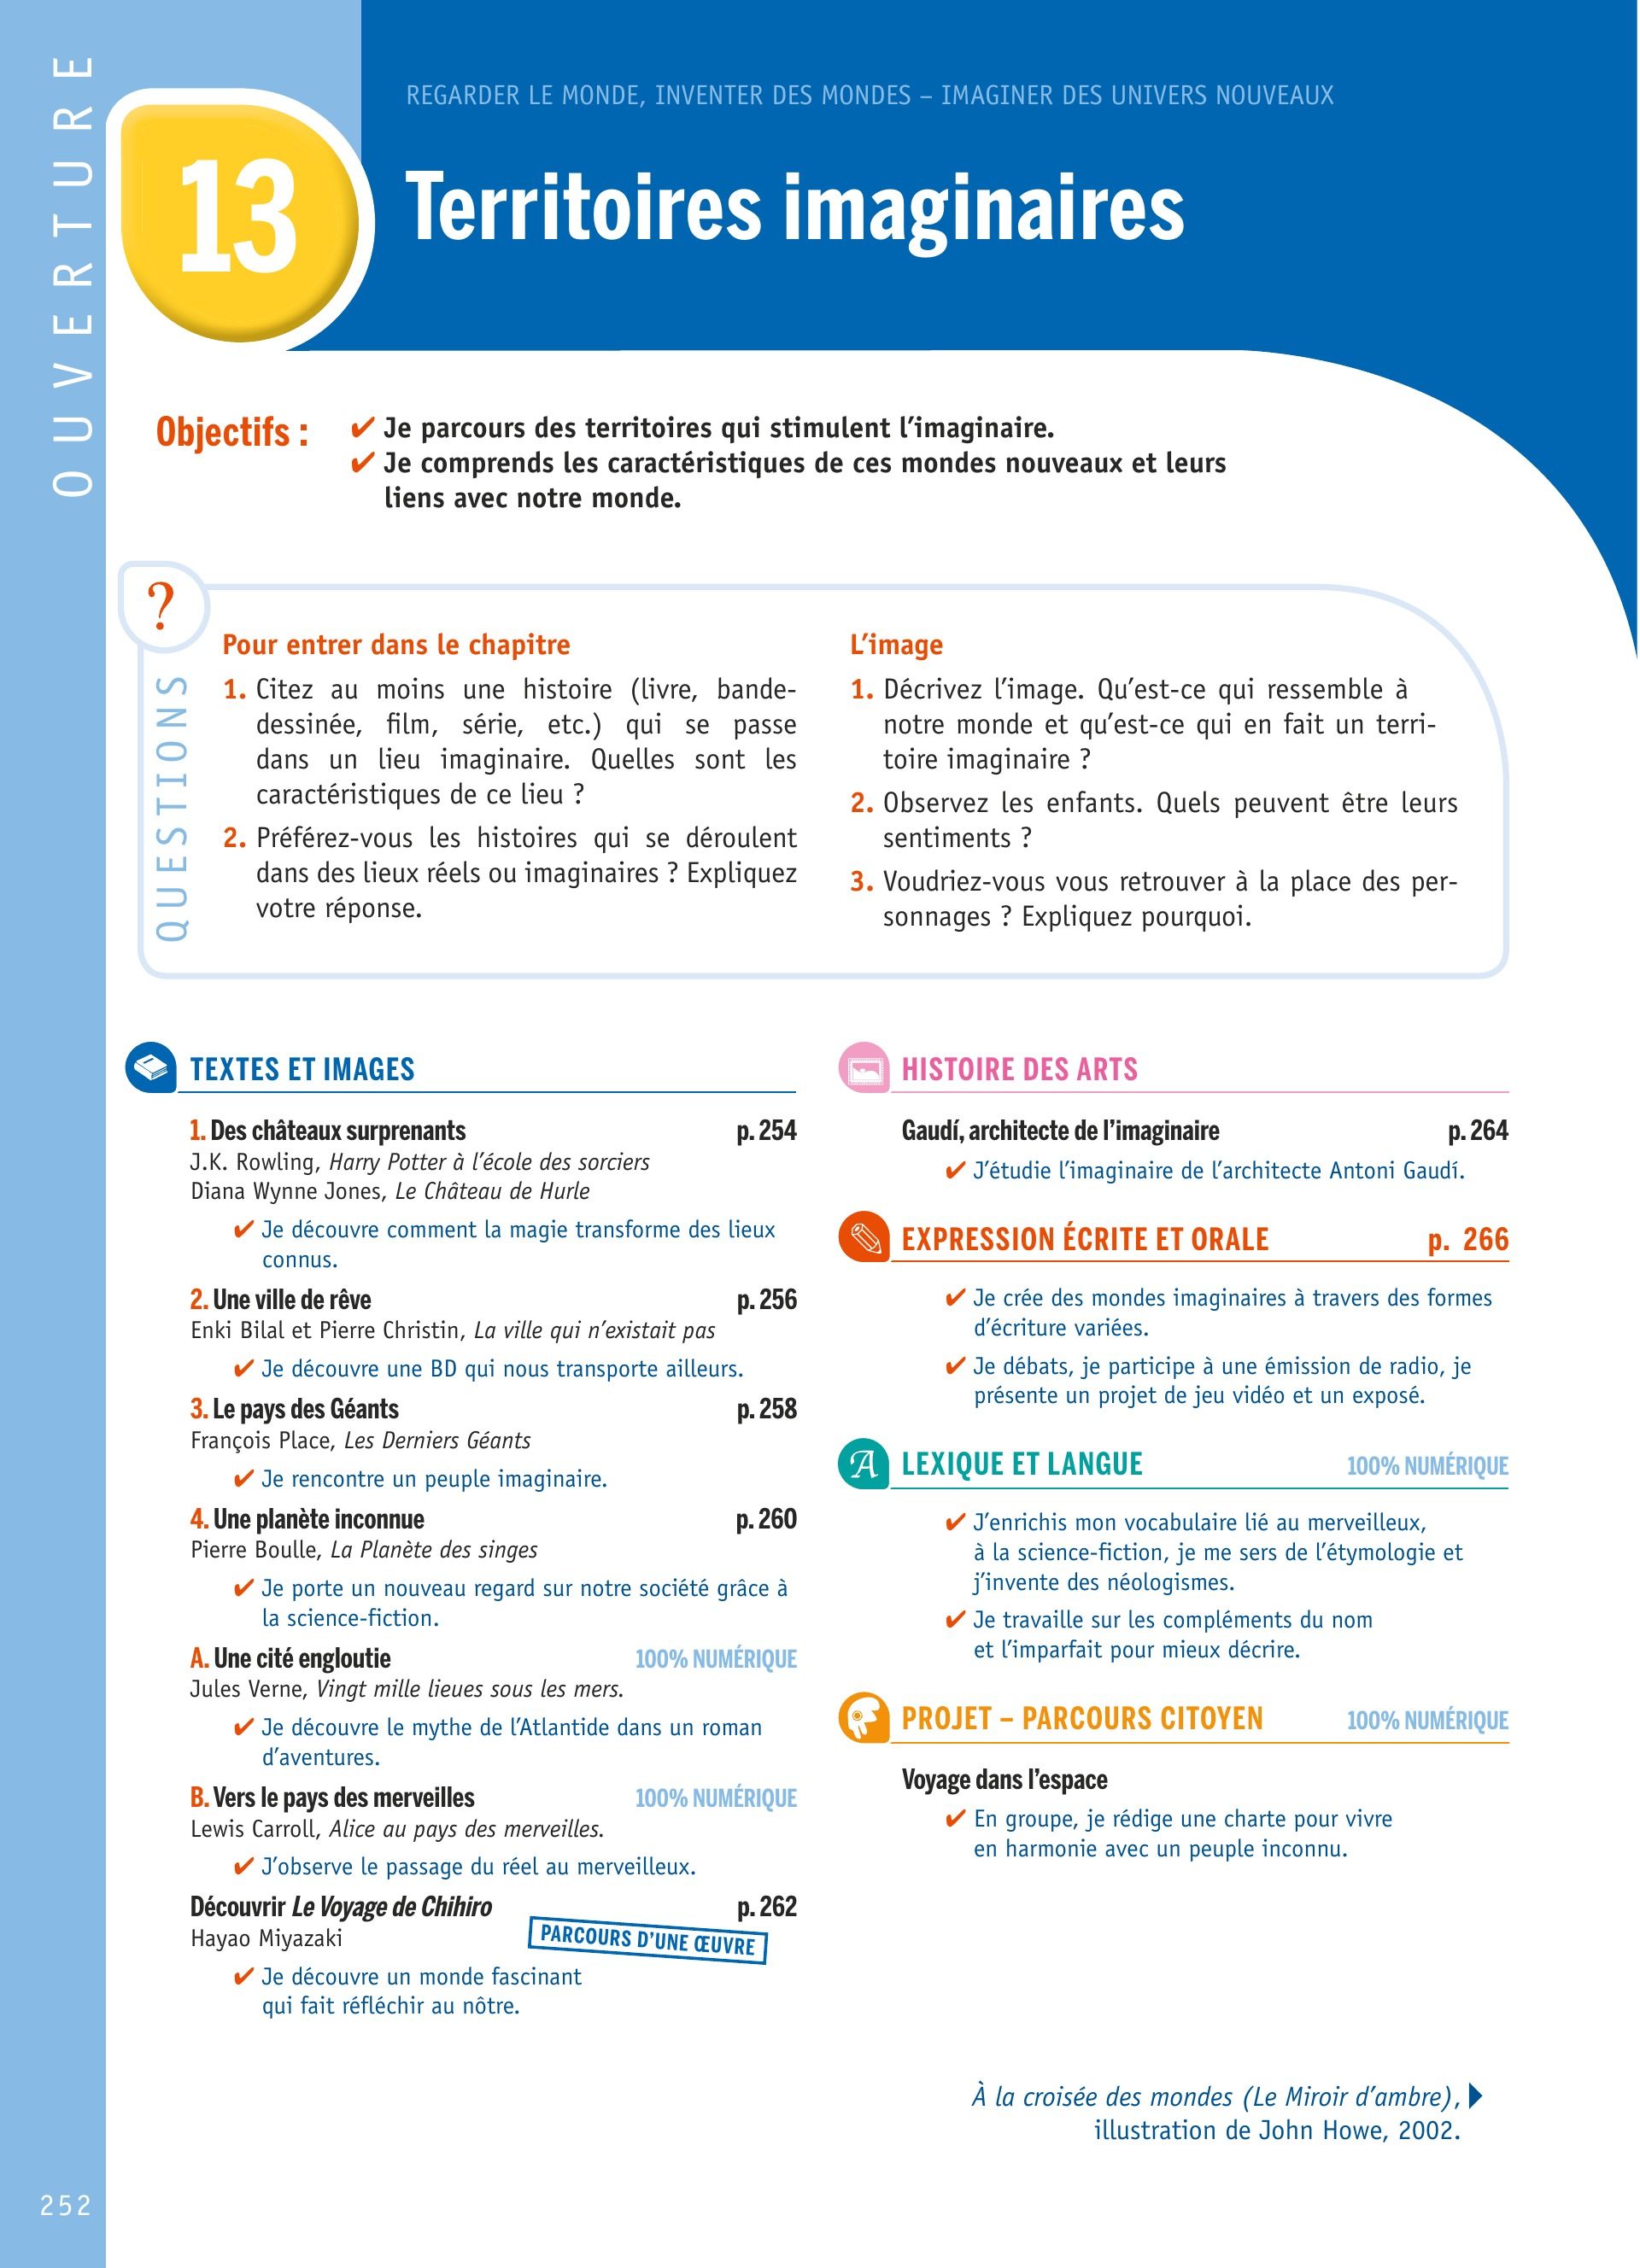 OUVERTURE
REGARDER LE MONDE, INVENTER DES MONDES – IMAGINER DES UNIVERS NOUVEAUX
13
Territoires imaginaires
Objectifs :
✔ Je parcours des territoires qui stimulent l’imaginaire.
✔ Je comprends les caractéristiques de ces mondes nouveaux et leurs
liens avec notre monde.
?
QUESTIONS
Pour entrer dans le chapitre
1. Citez au moins une histoire (livre, bande-
dessinée, film, série, etc.) qui se passe
dans un lieu imaginaire. Quelles sont les
caractéristiques de ce lieu ?
2. Préférez-vous les histoires qui se déroulent
dans des lieux réels ou imaginaires ? Expliquez
votre réponse.
L’image
1. Décrivez l’image. Qu’est-ce qui ressemble à
notre monde et qu’est-ce qui en fait un terri-
toire imaginaire ?
2. Observez les enfants. Quels peuvent être leurs
sentiments ?
3. Voudriez-vous vous retrouver à la place des per-
sonnages ? Expliquez pourquoi.
TEXTES ET IMAGES
1. Des châteaux surprenants p. 254
J.K. Rowling, Harry Potter à l’école des sorciers
Diana Wynne Jones, Le Château de Hurle
✔ Je découvre comment la magie transforme des lieux
connus.
2. Une ville de rêve p. 256
Enki Bilal et Pierre Christin, La ville qui n’existait pas
✔ Je découvre une BD qui nous transporte ailleurs.
3. Le pays des Géants p. 258
François Place, Les Derniers Géants
✔ Je rencontre un peuple imaginaire.
4. Une planète inconnue p. 260
Pierre Boulle, La Planète des singes
✔ Je porte un nouveau regard sur notre société grâce à
la science-fiction.
A. Une cité engloutie 100% NUMÉRIQUE
Jules Verne, Vingt mille lieues sous les mers.
✔ Je découvre le mythe de l’Atlantide dans un roman
d’aventures.
B. Vers le pays des merveilles 100% NUMÉRIQUE
Lewis Carroll, Alice au pays des merveilles.
✔ J’observe le passage du réel au merveilleux.
Découvrir Le Voyage de Chihiro p. 262
Hayao Miyazaki
PARCOURS D’UNE ŒUVRE
✔ Je découvre un monde fascinant
qui fait réfléchir au nôtre.
HISTOIRE DES ARTS
Gaudí, architecte de l’imaginaire p. 264
✔ J’étudie l’imaginaire de l’architecte Antoni Gaudí.
EXPRESSION ÉCRITE ET ORALE p. 266
✔ Je crée des mondes imaginaires à travers des formes
d’écriture variées.
✔ Je débats, je participe à une émission de radio, je
présente un projet de jeu vidéo et un exposé.
A LEXIQUE ET LANGUE 100% NUMÉRIQUE
✔ J’enrichis mon vocabulaire lié au merveilleux,
à la science-fiction, je me sers de l’étymologie et
j’invente des néologismes.
✔ Je travaille sur les compléments du nom
et l’imparfait pour mieux décrire.
PROJET – PARCOURS CITOYEN 100% NUMÉRIQUE
Voyage dans l’espace
✔ En groupe, je rédige une charte pour vivre
en harmonie avec un peuple inconnu.
À la croisée des mondes (Le Miroir d’ambre),
illustration de John Howe, 2002.
252